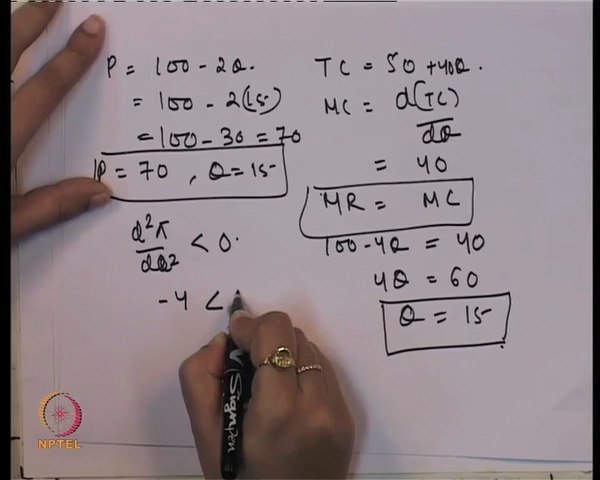 P = 100 - 2Q.
= 100 - 2(15)
= 100 - 30 = 70
P = 70 , Q = 15
d²π/dQ² < 0.
- 4 <
TC = 50 + 40Q.
MC = d(TC)/dQ
= 40
MR = MC
100 - 4Q = 40
4Q = 60
Q = 15
Signpen
NPTEL